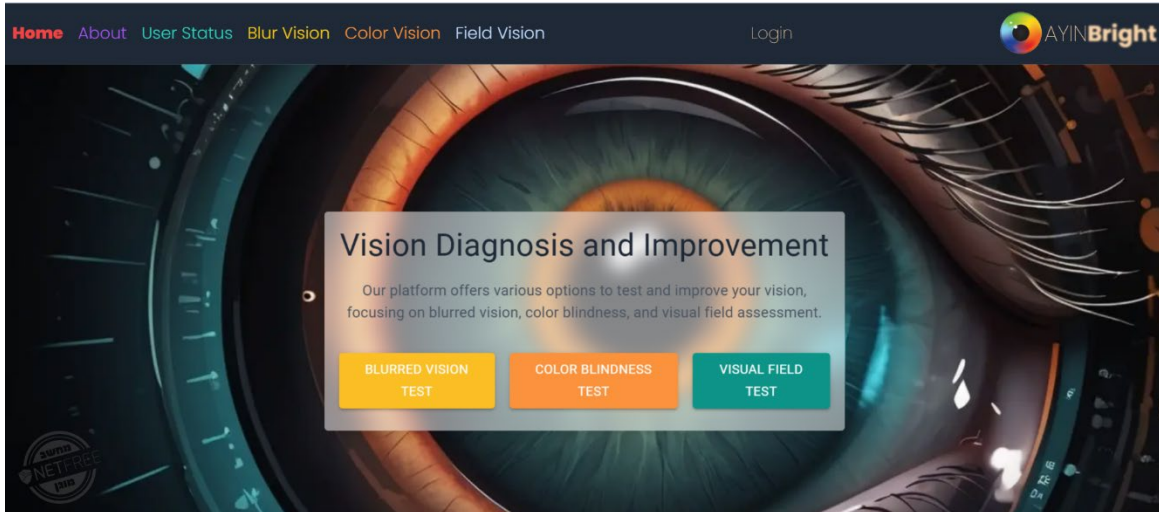 Home About User Status Blur Vision Color Vision Field Vision Login AYINBright
Vision Diagnosis and Improvement
Our platform offers various options to test and improve your vision,
focusing on blurred vision, color blindness, and visual field assessment.
BLURRED VISION
TEST
COLOR BLINDNESS
TEST
VISUAL FIELD
TEST
מחשב
NETFREE
מוגן